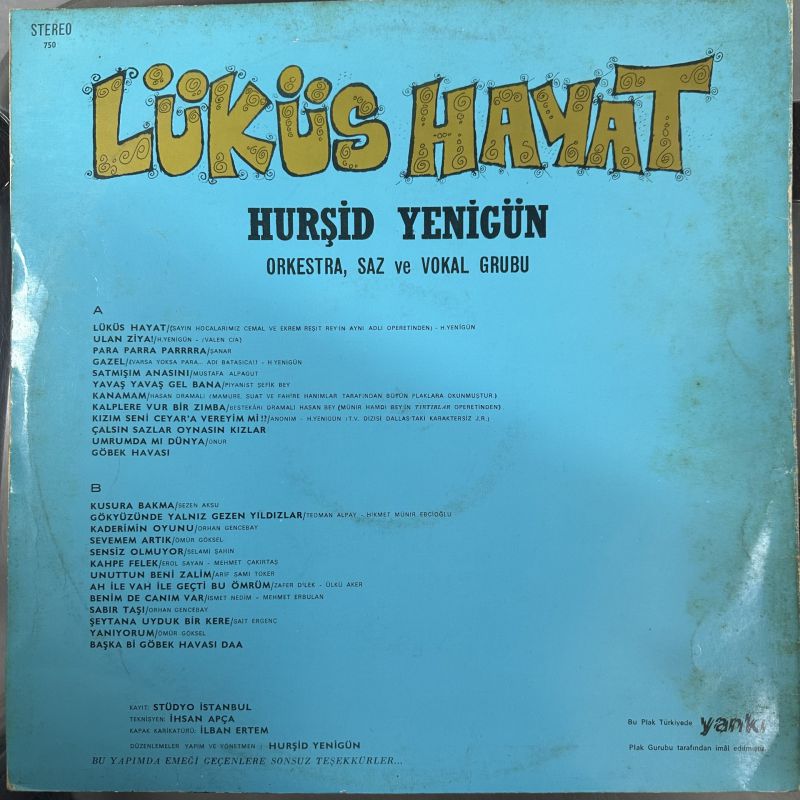 STEREO
750
LÜKÜS HAYAT
HURŞİD YENİGÜN
ORKESTRA, SAZ ve VOKAL GRUBU
A
LÜKÜS HAYAT/(SAYIN HOCALARIMIZ CEMAL VE EKREM REŞİT REY'İN AYNI ADLI OPERETİNDEN) - H.YENİGÜN
ULAN ZİYA!/H.YENİGÜN - (VALEN CIA)
PARA PARRA PARRRRA/ŞANAR
GAZEL/(VARSA YOKSA PARA... ADI BATASICA!) - H.YENİGÜN
SATMIŞIM ANASINI/MUSTAFA ALPAGUT
YAVAŞ YAVAŞ GEL BANA/PİYANİST ŞEFİK BEY
KANAMAM/HASAN DRAMALI (MAMURE, SUAT VE FAHİRE HANIMLAR TARAFINDAN BÜTÜN PLAKLARA OKUNMUŞTUR)
KALPLERE VUR BİR ZIMBA/BESTEKÂRI DRAMALI HASAN BEY (MÜNİR HAMDİ BEY'İN TIRTIRLAR OPERETİNDEN)
KIZIM SENİ CEYAR'A VEREYİM Mİ!?/ANONİM - H.YENİGÜN (T.V. DİZİSİ DALLAS'TAKİ KARAKTERSİZ J.R.)
ÇALSIN SAZLAR OYNASIN KIZLAR
UMRUMDA MI DÜNYA/ONUR
GÖBEK HAVASI
B
KUSURA BAKMA/SEZEN AKSU
GÖKYÜZÜNDE YALNIZ GEZEN YILDIZLAR/TEOMAN ALPAY - HİKMET MÜNİR EBCİOĞLU
KADERİMİN OYUNU/ORHAN GENCEBAY
SEVEMEM ARTIK/ÖMÜR GÖKSEL
SENSİZ OLMUYOR/SELAMİ ŞAHİN
KAHPE FELEK/EROL SAYAN - MEHMET ÇAKIRTAŞ
UNUTTUN BENİ ZALİM/ARİF SAMİ TOKER
AH İLE VAH İLE GEÇTİ BU ÖMRÜM/ZAFER DİLEK - ÜLKÜ AKER
BENİM DE CANIM VAR/İSMET NEDİM - MEHMET ERBULAN
SABIR TAŞI/ORHAN GENCEBAY
ŞEYTANA UYDUK BİR KERE/SAİT ERGENÇ
YANIYORUM/ÖMÜR GÖKSEL
BAŞKA Bİ GÖBEK HAVASI DAA
KAYIT: STÜDYO İSTANBUL
TEKNİSYEN: İHSAN APÇA
KAPAK KARİKATÜRÜ: İLBAN ERTEM
DÜZENLEMELER YAPIM VE YÖNETMEN : HURŞİD YENİGÜN
BU YAPIMDA EMEĞİ GEÇENLERE SONSUZ TEŞEKKÜRLER...
Bu Plak Türkiyede yankı
Plak Gurubu tarafından imâl edilmiştir.